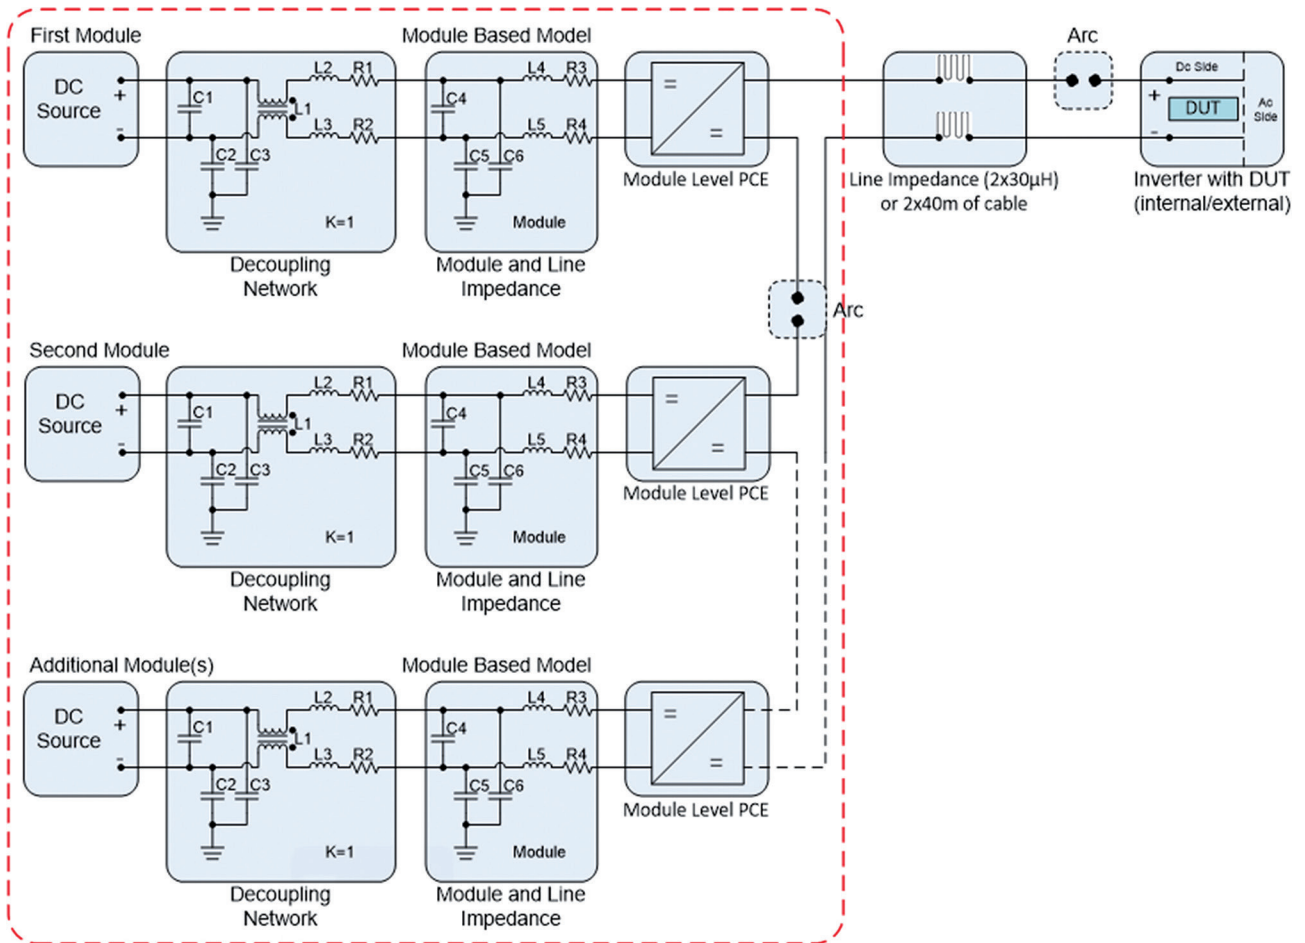 First Module
Module Based Model
Arc
DC
Source
+
-
C1
C2
C3
L1
L2
R1
L3
R2
K=1
C4
C5
C6
L4
R3
L5
R4
Module
=
=
Module Level PCE
Decoupling
Network
Module and Line
Impedance
Line Impedance (2x30μH)
or 2x40m of cable
Dc Side
+
DUT
-
Ac
Side
Inverter with DUT
(internal/external)
Arc
Second Module
Module Based Model
DC
Source
+
-
C1
C2
C3
L1
L2
R1
L3
R2
K=1
C4
C5
C6
L4
R3
L5
R4
Module
=
=
Module Level PCE
Decoupling
Network
Module and Line
Impedance
Additional Module(s)
Module Based Model
DC
Source
+
-
C1
C2
C3
L1
L2
R1
L3
R2
K=1
C4
C5
C6
L4
R3
L5
R4
Module
=
=
Module Level PCE
Decoupling
Network
Module and Line
Impedance